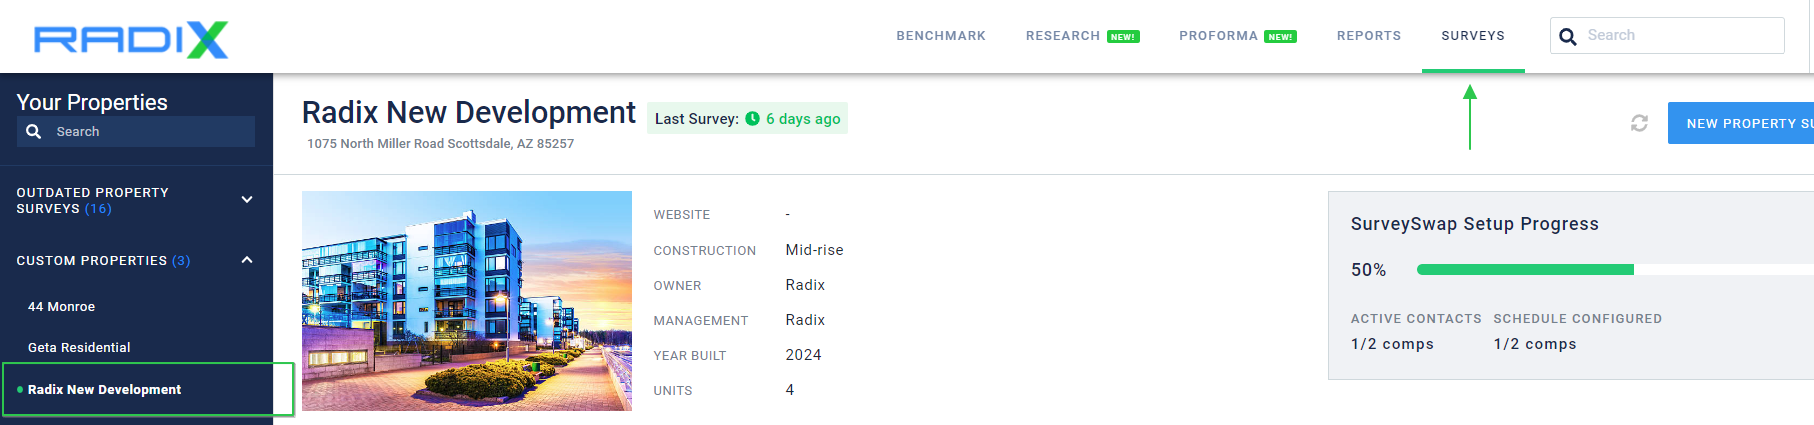 RADIX
BENCHMARK
RESEARCH NEW!
PROFORMA NEW!
REPORTS
SURVEYS
Search
Your Properties
Search
OUTDATED PROPERTY
SURVEYS (16)
CUSTOM PROPERTIES (3)
44 Monroe
Geta Residential
Radix New Development
Radix New Development
Last Survey: 6 days ago
1075 North Miller Road Scottsdale, AZ 85257
NEW PROPERTY SU
WEBSITE -
CONSTRUCTION Mid-rise
OWNER Radix
MANAGEMENT Radix
YEAR BUILT 2024
UNITS 4
SurveySwap Setup Progress
50%
ACTIVE CONTACTS SCHEDULE CONFIGURED
1/2 comps 1/2 comps